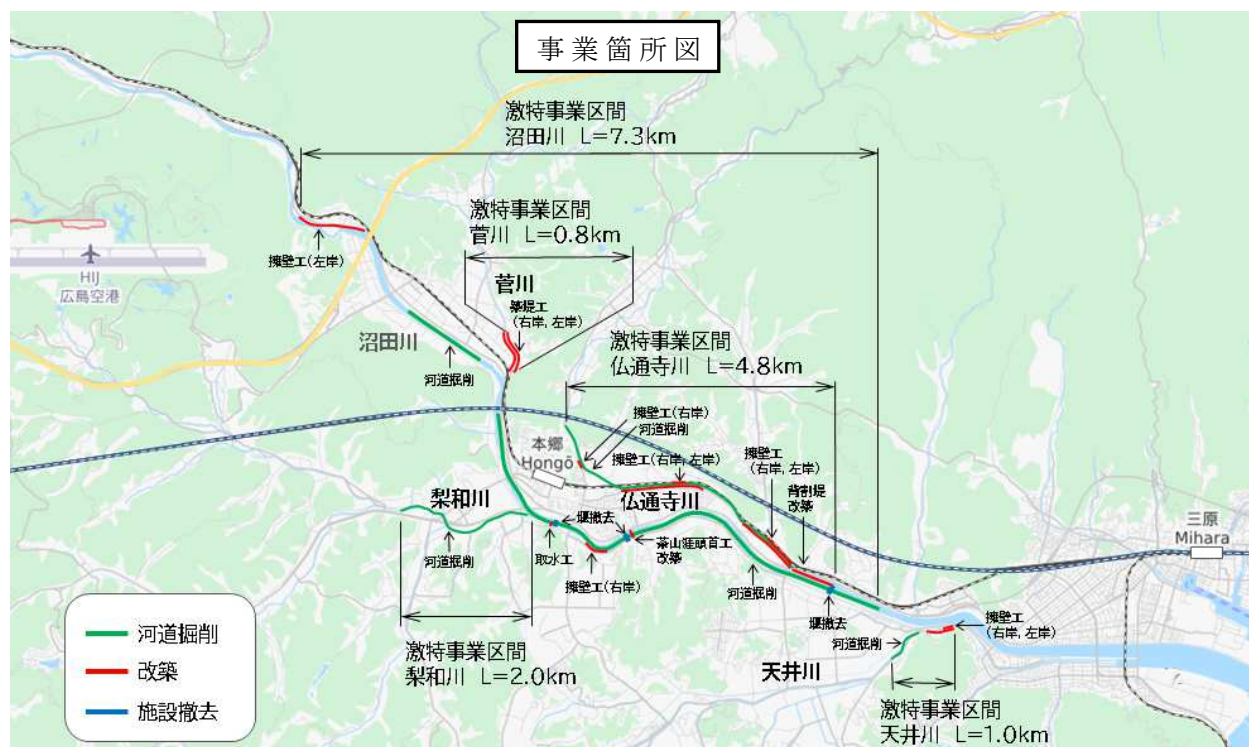 事業箇所図
激特事業区間
沼田川 L=7.3km
激特事業区間
菅川 L=0.8km
擁壁工(左岸)
HIJ
広島空港
菅川
築堤工
(右岸, 左岸)
激特事業区間
仏通寺川 L=4.8km
沼田川
河道掘削
擁壁工(右岸)
河道掘削
本郷
Hongō
擁壁工(右岸, 左岸)
擁壁工
(右岸, 左岸)
背割堤
改築
梨和川
仏通寺川
三原
Mihara
堰撤去
河道掘削
取水工
茶山窪頭首工
改築
擁壁工(右岸)
河道掘削
堰撤去
河道掘削
擁壁工
(右岸, 左岸)
激特事業区間
梨和川 L=2.0km
天井川
激特事業区間
天井川 L=1.0km
河道掘削
改築
施設撤去